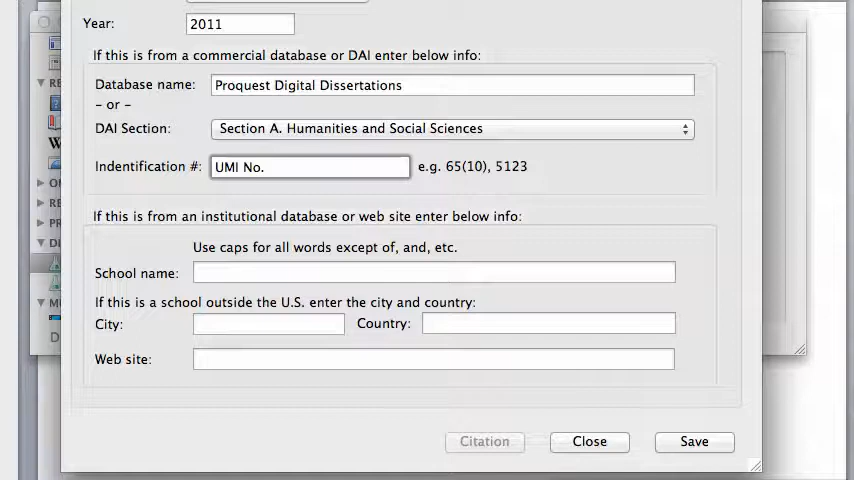 Year: 2011
If this is from a commercial database or DAI enter below info:
Database name: Proquest Digital Dissertations
- or -
DAI Section: Section A. Humanities and Social Sciences
Indentification #: UMI No. e.g. 65(10), 5123
If this is from an institutional database or web site enter below info:
Use caps for all words except of, and, etc.
School name:
If this is a school outside the U.S. enter the city and country:
City: Country:
Web site:
Citation Close Save